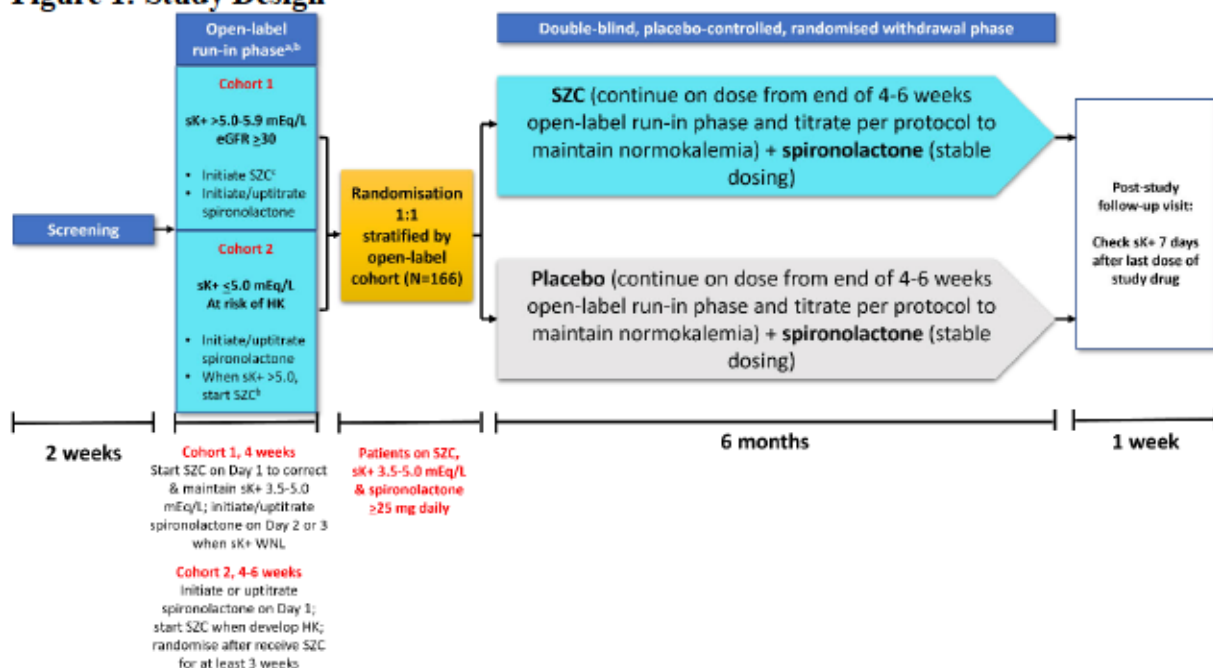 Figure 1: Study Design
Open-label
run-in phaseᵃ,ᵇ
Double-blind, placebo-controlled, randomised withdrawal phase
Screening
Cohort 1
sK+ >5.0-5.9 mEq/L
eGFR ≥30
• Initiate SZCᶜ
• Initiate/uptitrate
spironolactone
Cohort 2
sK+ ≤5.0 mEq/L
At risk of HK
• Initiate/uptitrate
spironolactone
• When sK+ >5.0,
start SZCᵇ
Randomisation
1:1
stratified by
open-label
cohort (N=166)
SZC (continue on dose from end of 4-6 weeks
open-label run-in phase and titrate per protocol to
maintain normokalemia) + spironolactone (stable
dosing)
Placebo (continue on dose from end of 4-6 weeks
open-label run-in phase and titrate per protocol to
maintain normokalemia) + spironolactone (stable
dosing)
Post-study
follow-up visit:
Check sK+ 7 days
after last dose of
study drug
2 weeks
Cohort 1, 4 weeks
Start SZC on Day 1 to correct
& maintain sK+ 3.5-5.0
mEq/L; initiate/uptitrate
spironolactone on Day 2 or 3
when sK+ WNL
Cohort 2, 4-6 weeks
Initiate or uptitrate
spironolactone on Day 1;
start SZC when develop HK;
randomise after receive SZC
for at least 3 weeks
Patients on SZC,
sK+ 3.5-5.0 mEq/L
& spironolactone
≥25 mg daily
6 months
1 week